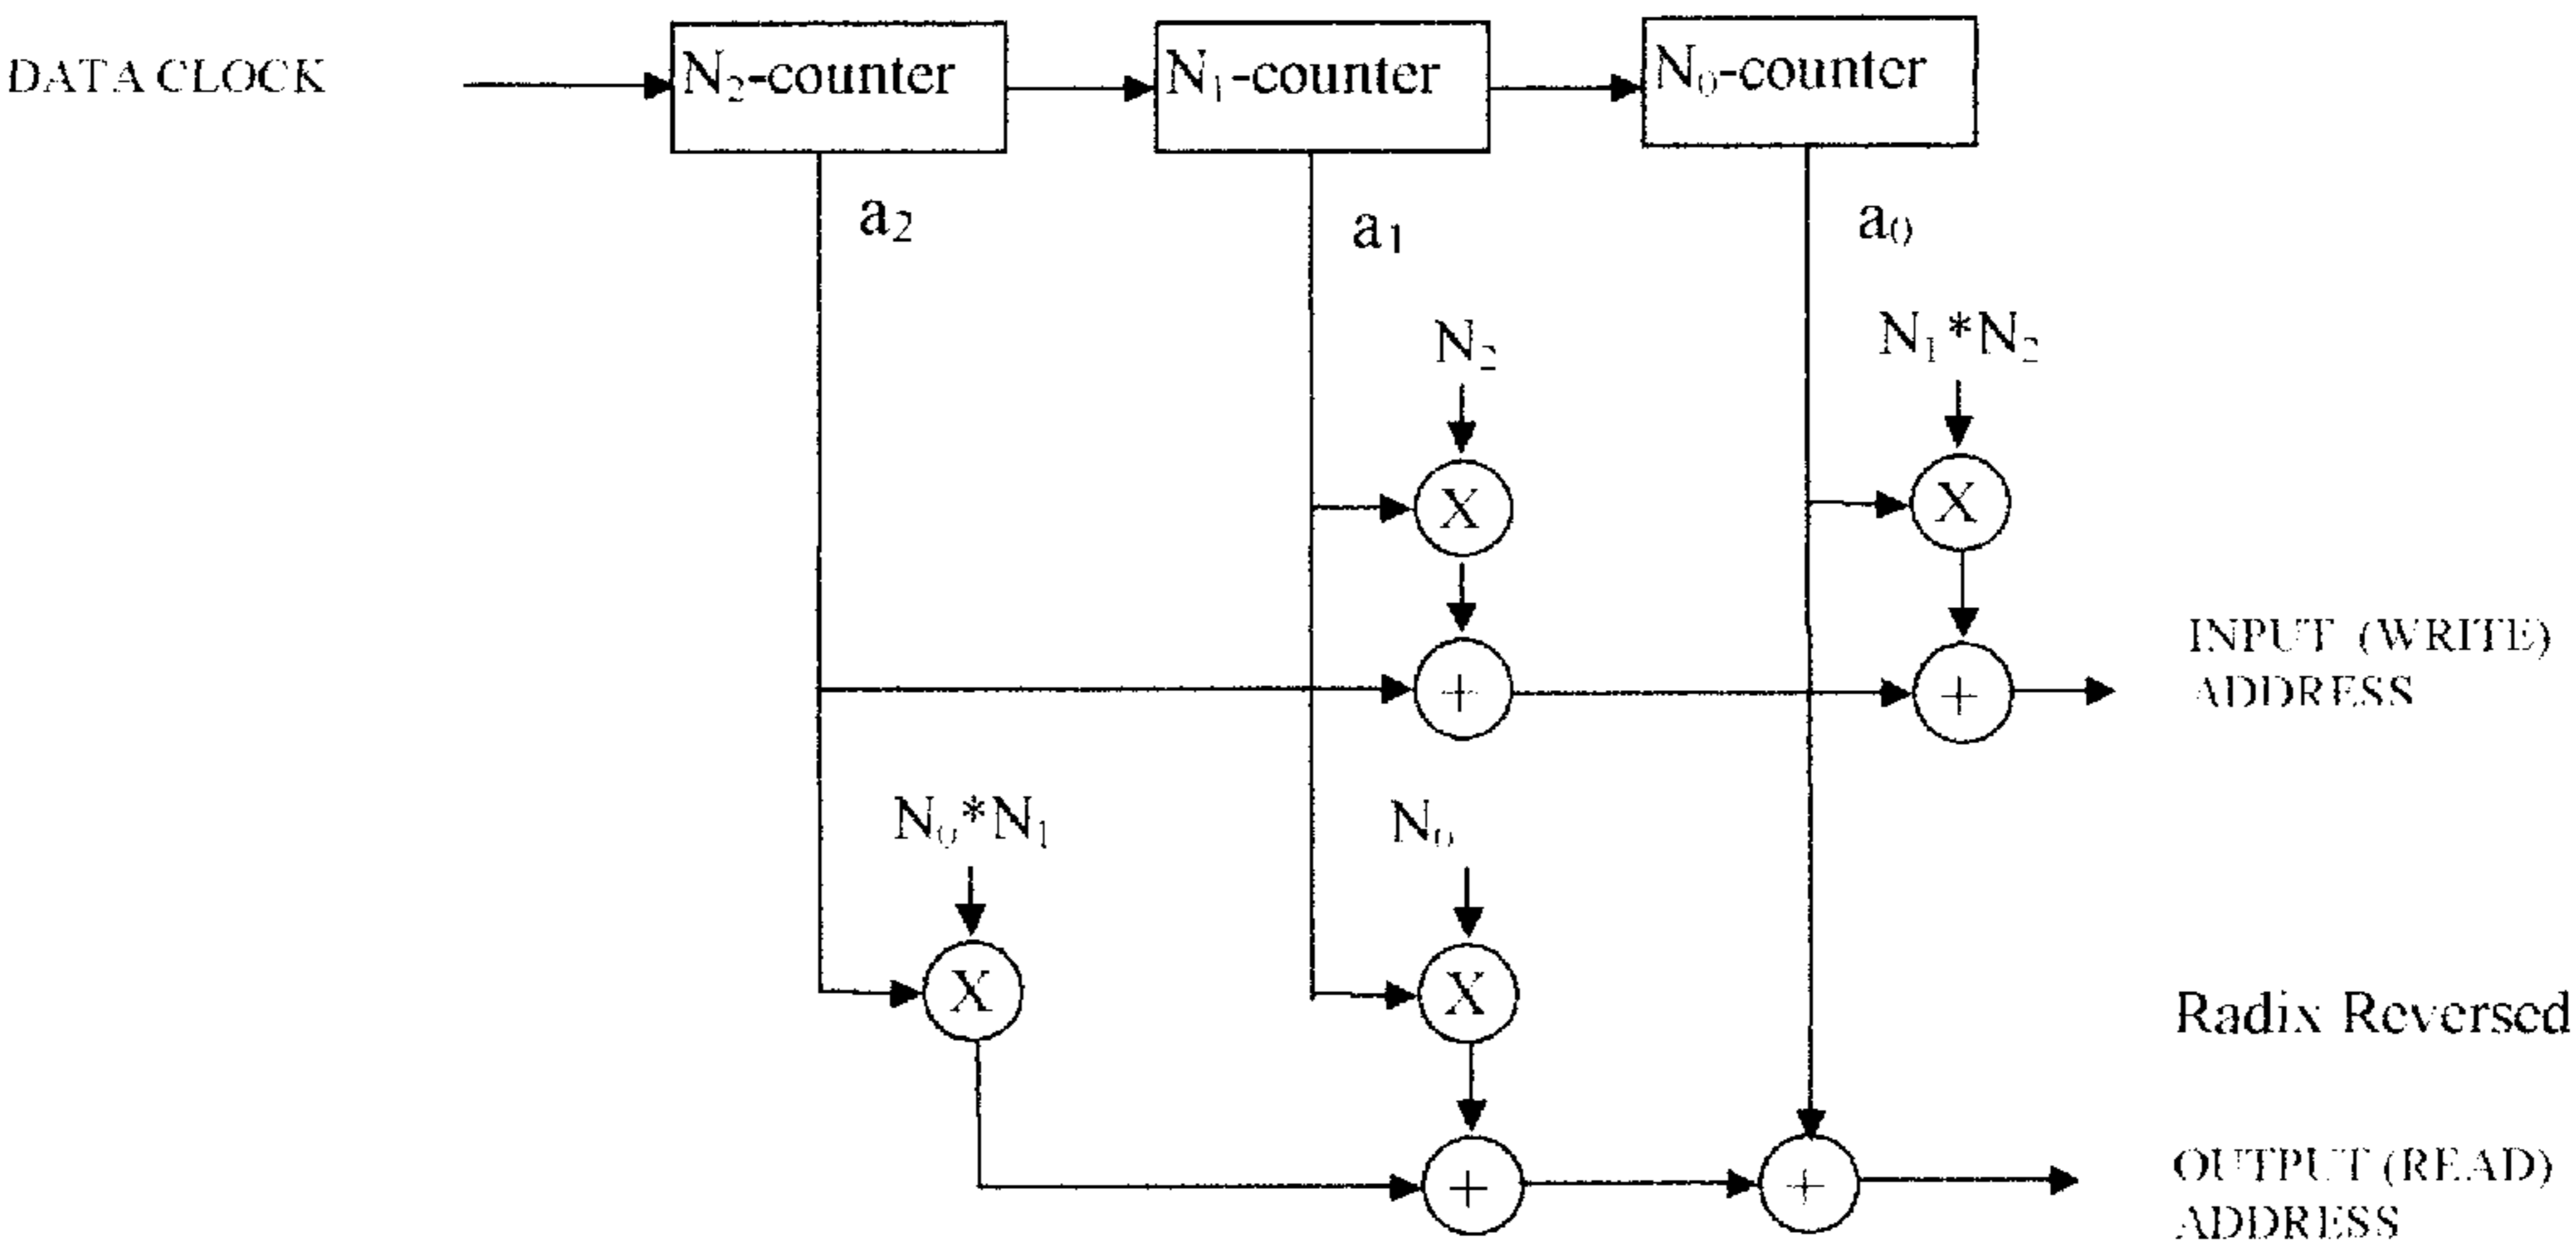 DATA CLOCK
N₂-counter
N₁-counter
N₀-counter
a₂
a₁
a₀
N₂
N₁*N₂
X
X
INPUT (WRITE)
ADDRESS
+
+
N₀*N₁
N₀
X
X
Radix Reversed
+
+
OUTPUT (READ)
ADDRESS